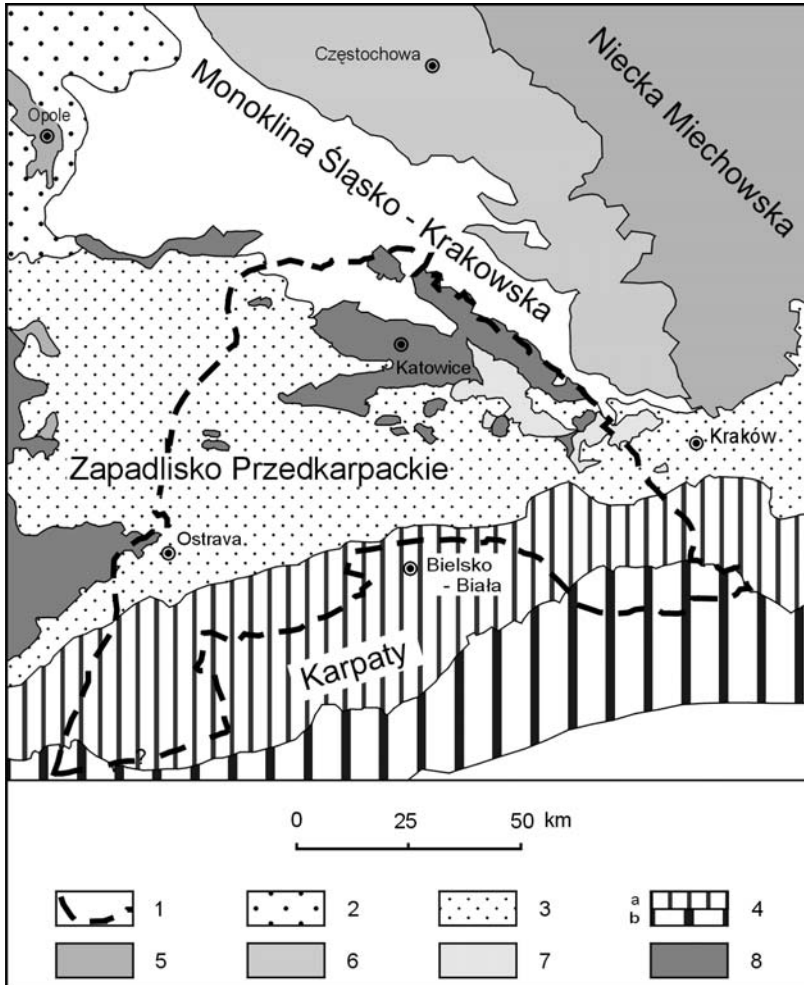 Częstochowa
Niecka Miechowska
Monoklina Śląsko - Krakowska
Opole
Katowice
Kraków
Zapadlisko Przedkarpackie
Ostrava
Bielsko
- Biała
Karpaty
?
0 25 50 km
1 2 3 a b 4
5 6 7 8